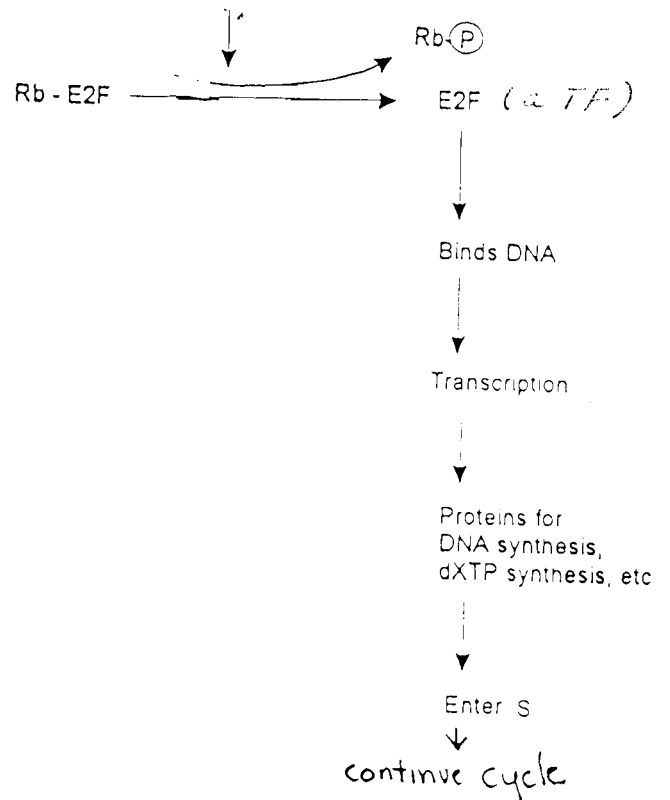 Rb-Ⓟ
Rb - E2F E2F (a TF)
Binds DNA
Transcription
Proteins for
DNA synthesis,
dXTP synthesis, etc
Enter S
continue cycle